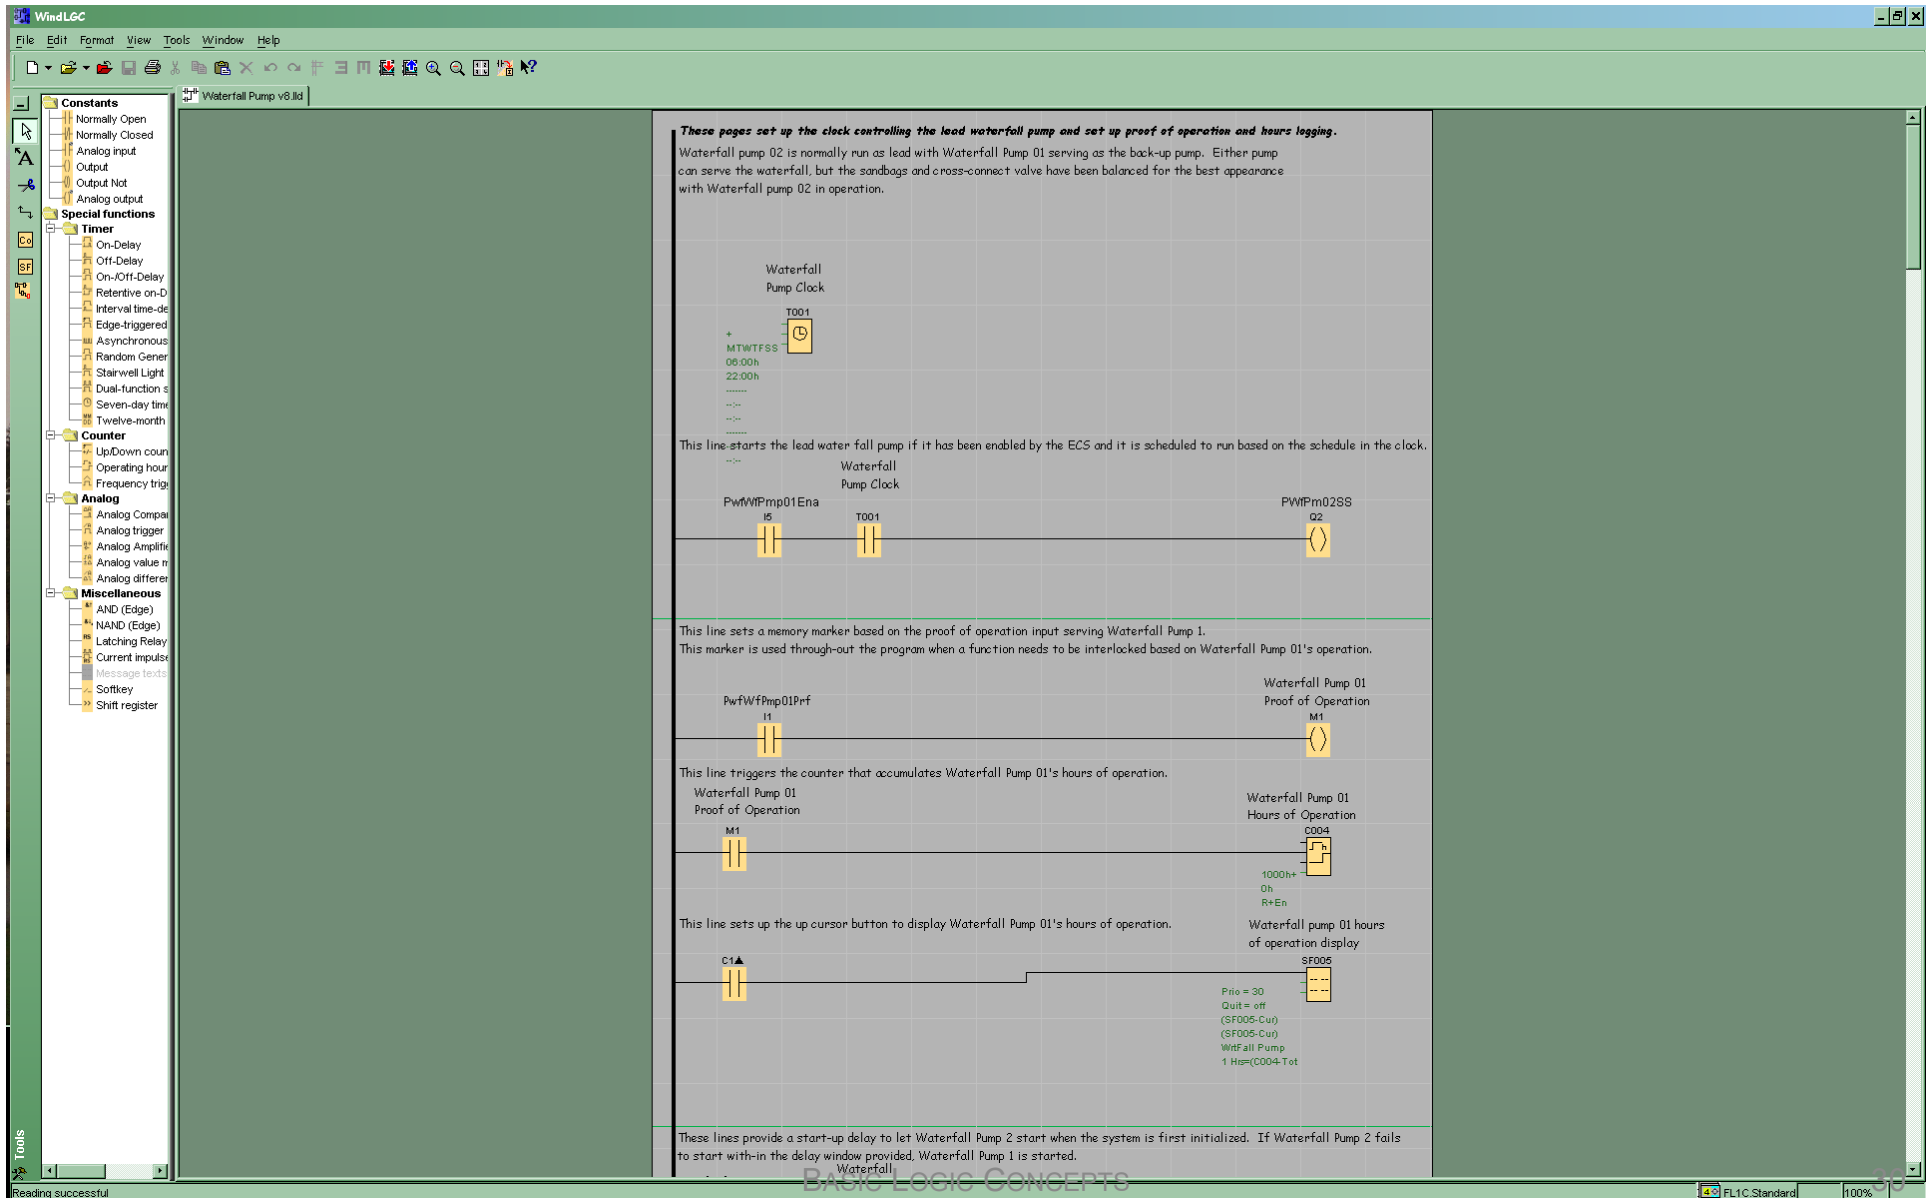 WindLGC
File Edit Format View Tools Window Help
Waterfall Pump v8.lld
Constants
Normally Open
Normally Closed
Analog input
Output
Output Not
Analog output
Special functions
Timer
On-Delay
Off-Delay
On-/Off-Delay
Retentive on-D
Interval time-de
Edge-triggered
Asynchronous
Random Gener
Stairwell Light
Dual-function s
Seven-day time
Twelve-month
Counter
Up/Down coun
Operating hour
Frequency trig
Analog
Analog Compar
Analog trigger
Analog Amplifie
Analog value m
Analog differen
Miscellaneous
AND (Edge)
NAND (Edge)
Latching Relay
Current impulse
Message texts
Softkey
Shift register
Co
SF
Tools
These pages set up the clock controlling the lead waterfall pump and set up proof of operation and hours logging.
Waterfall pump 02 is normally run as lead with Waterfall Pump 01 serving as the back-up pump. Either pump
can serve the waterfall, but the sandbags and cross-connect valve have been balanced for the best appearance
with Waterfall pump 02 in operation.
Waterfall
Pump Clock
T001
+
MTWTFSS
06:00h
22:00h
-------
--:--
--:--
-------
--:--
This line starts the lead water fall pump if it has been enabled by the ECS and it is scheduled to run based on the schedule in the clock.
Waterfall
Pump Clock
PwfWfPmp01Ena
PWfPm02SS
I5 T001 Q2
This line sets a memory marker based on the proof of operation input serving Waterfall Pump 1.
This marker is used through-out the program when a function needs to be interlocked based on Waterfall Pump 01's operation.
Waterfall Pump 01
PwfWfPmp01Prf Proof of Operation
I1 M1
This line triggers the counter that accumulates Waterfall Pump 01's hours of operation.
Waterfall Pump 01
Proof of Operation
M1
Waterfall Pump 01
Hours of Operation
C004
1000h+
0h
R+En
This line sets up the up cursor button to display Waterfall Pump 01's hours of operation.
Waterfall pump 01 hours
of operation display
C1▲ SF005
Prio = 30
Quit = off
(SF005-Cur)
(SF005-Cur)
WtrFall Pump
1 Hrs=(C004-Tot
These lines provide a start-up delay to let Waterfall Pump 2 start when the system is first initialized. If Waterfall Pump 2 fails
to start with-in the delay window provided, Waterfall Pump 1 is started.
Waterfall
BASIC LOGIC CONCEPTS 30
Reading successful FL1C.Standard 100%